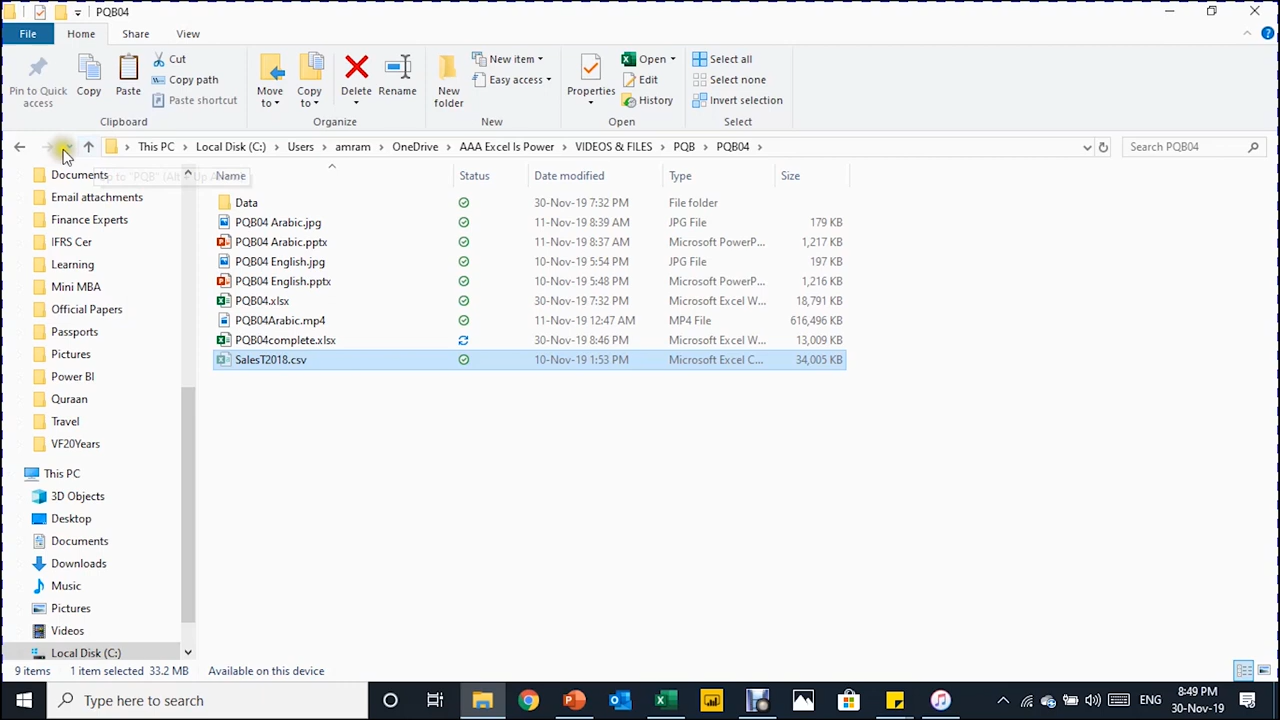 PQB04
File Home Share View
Pin to Quick access
Copy
Paste
Cut
Copy path
Paste shortcut
Clipboard
Move to
Copy to
Delete
Rename
Organize
New folder
New item
Easy access
New
Properties
Open
Edit
History
Open
Select all
Select none
Invert selection
Select
This PC Local Disk (C:) Users amram OneDrive AAA Excel Is Power VIDEOS & FILES PQB PQB04
Search PQB04
Name Status Date modified Type Size
Data 30-Nov-19 7:32 PM File folder
PQB04 Arabic.jpg 11-Nov-19 8:39 AM JPG File 179 KB
PQB04 Arabic.pptx 11-Nov-19 8:37 AM Microsoft PowerP... 1,217 KB
PQB04 English.jpg 10-Nov-19 5:54 PM JPG File 197 KB
PQB04 English.pptx 10-Nov-19 5:48 PM Microsoft PowerP... 1,216 KB
PQB04.xlsx 30-Nov-19 7:32 PM Microsoft Excel W... 18,791 KB
PQB04Arabic.mp4 11-Nov-19 12:47 AM MP4 File 616,496 KB
PQB04complete.xlsx 30-Nov-19 8:46 PM Microsoft Excel W... 13,009 KB
SalesT2018.csv 10-Nov-19 1:53 PM Microsoft Excel C... 34,005 KB
Documents
Email attachments
Finance Experts
IFRS Cer
Learning
Mini MBA
Official Papers
Passports
Pictures
Power BI
Quraan
Travel
VF20Years
This PC
3D Objects
Desktop
Documents
Downloads
Music
Pictures
Videos
Local Disk (C:)
9 items 1 item selected 33.2 MB Available on this device
Type here to search
ENG
8:49 PM
30-Nov-19